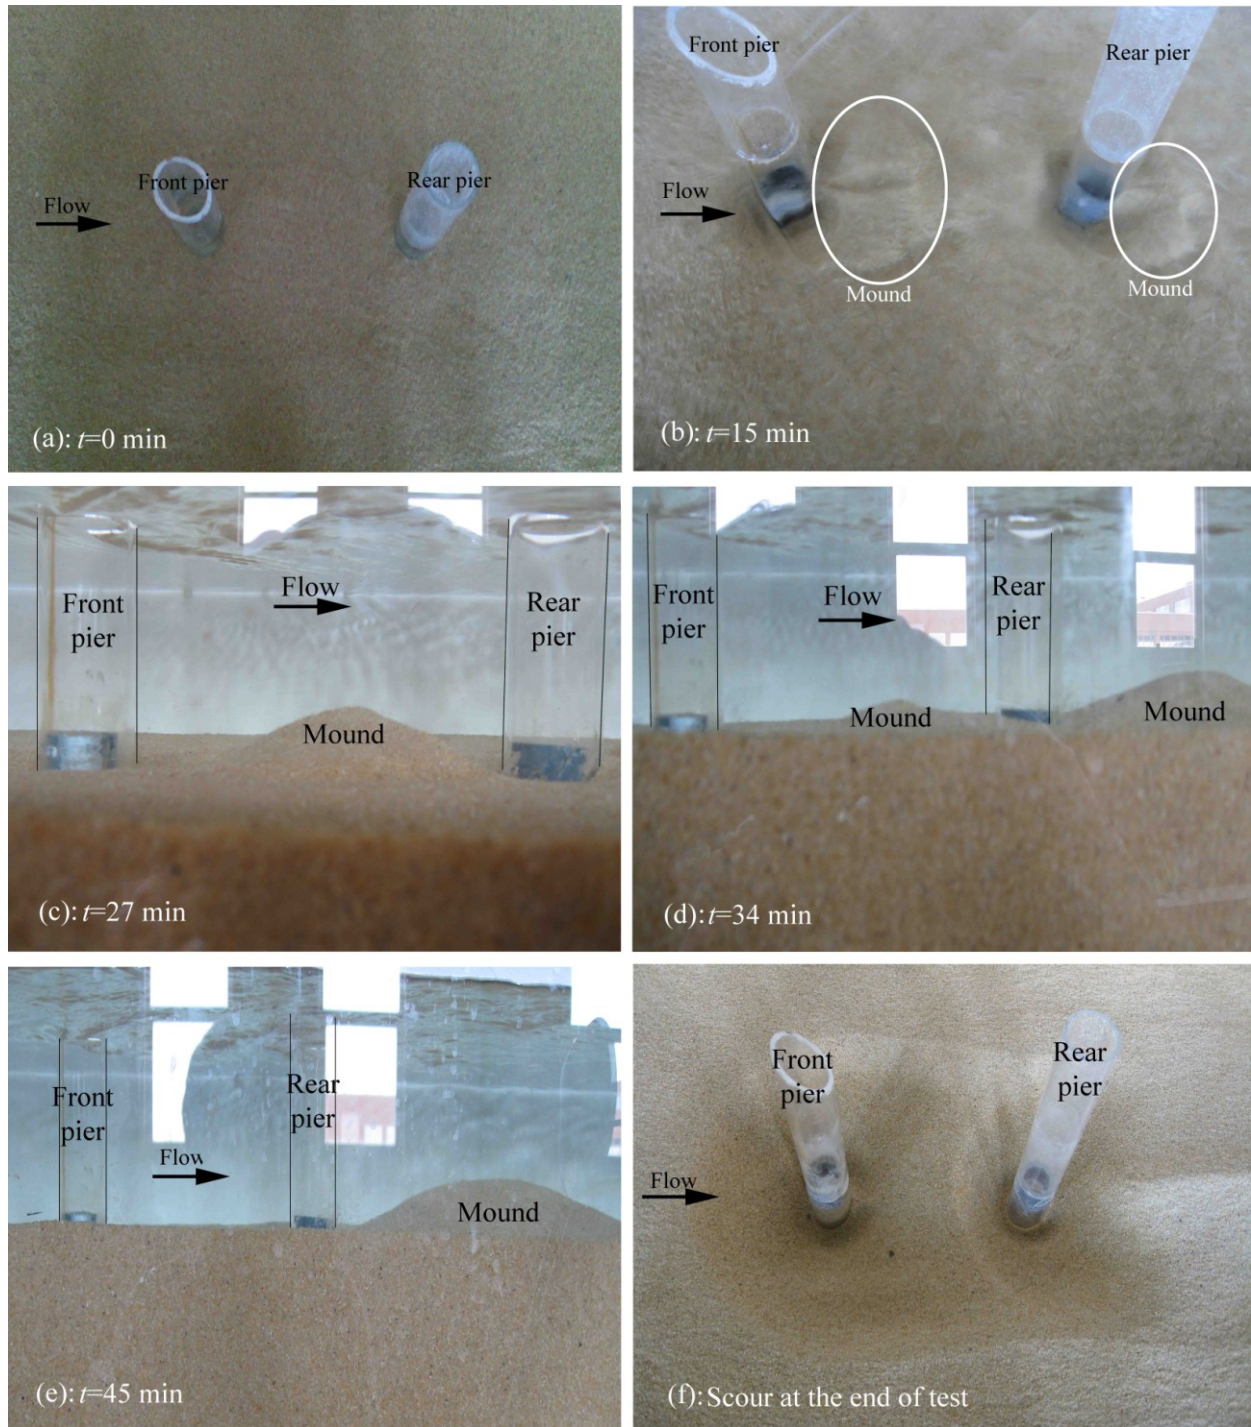 Front pier
Rear pier
Flow
(a): t=0 min
Front pier
Rear pier
Flow
Mound
Mound
(b): t=15 min
Flow
Front
pier
Rear
pier
Mound
(c): t=27 min
Front
pier
Rear
pier
Flow
Mound
Mound
(d): t=34 min
Front
pier
Rear
pier
Flow
Mound
(e): t=45 min
Front
pier
Rear
pier
Flow
(f): Scour at the end of test